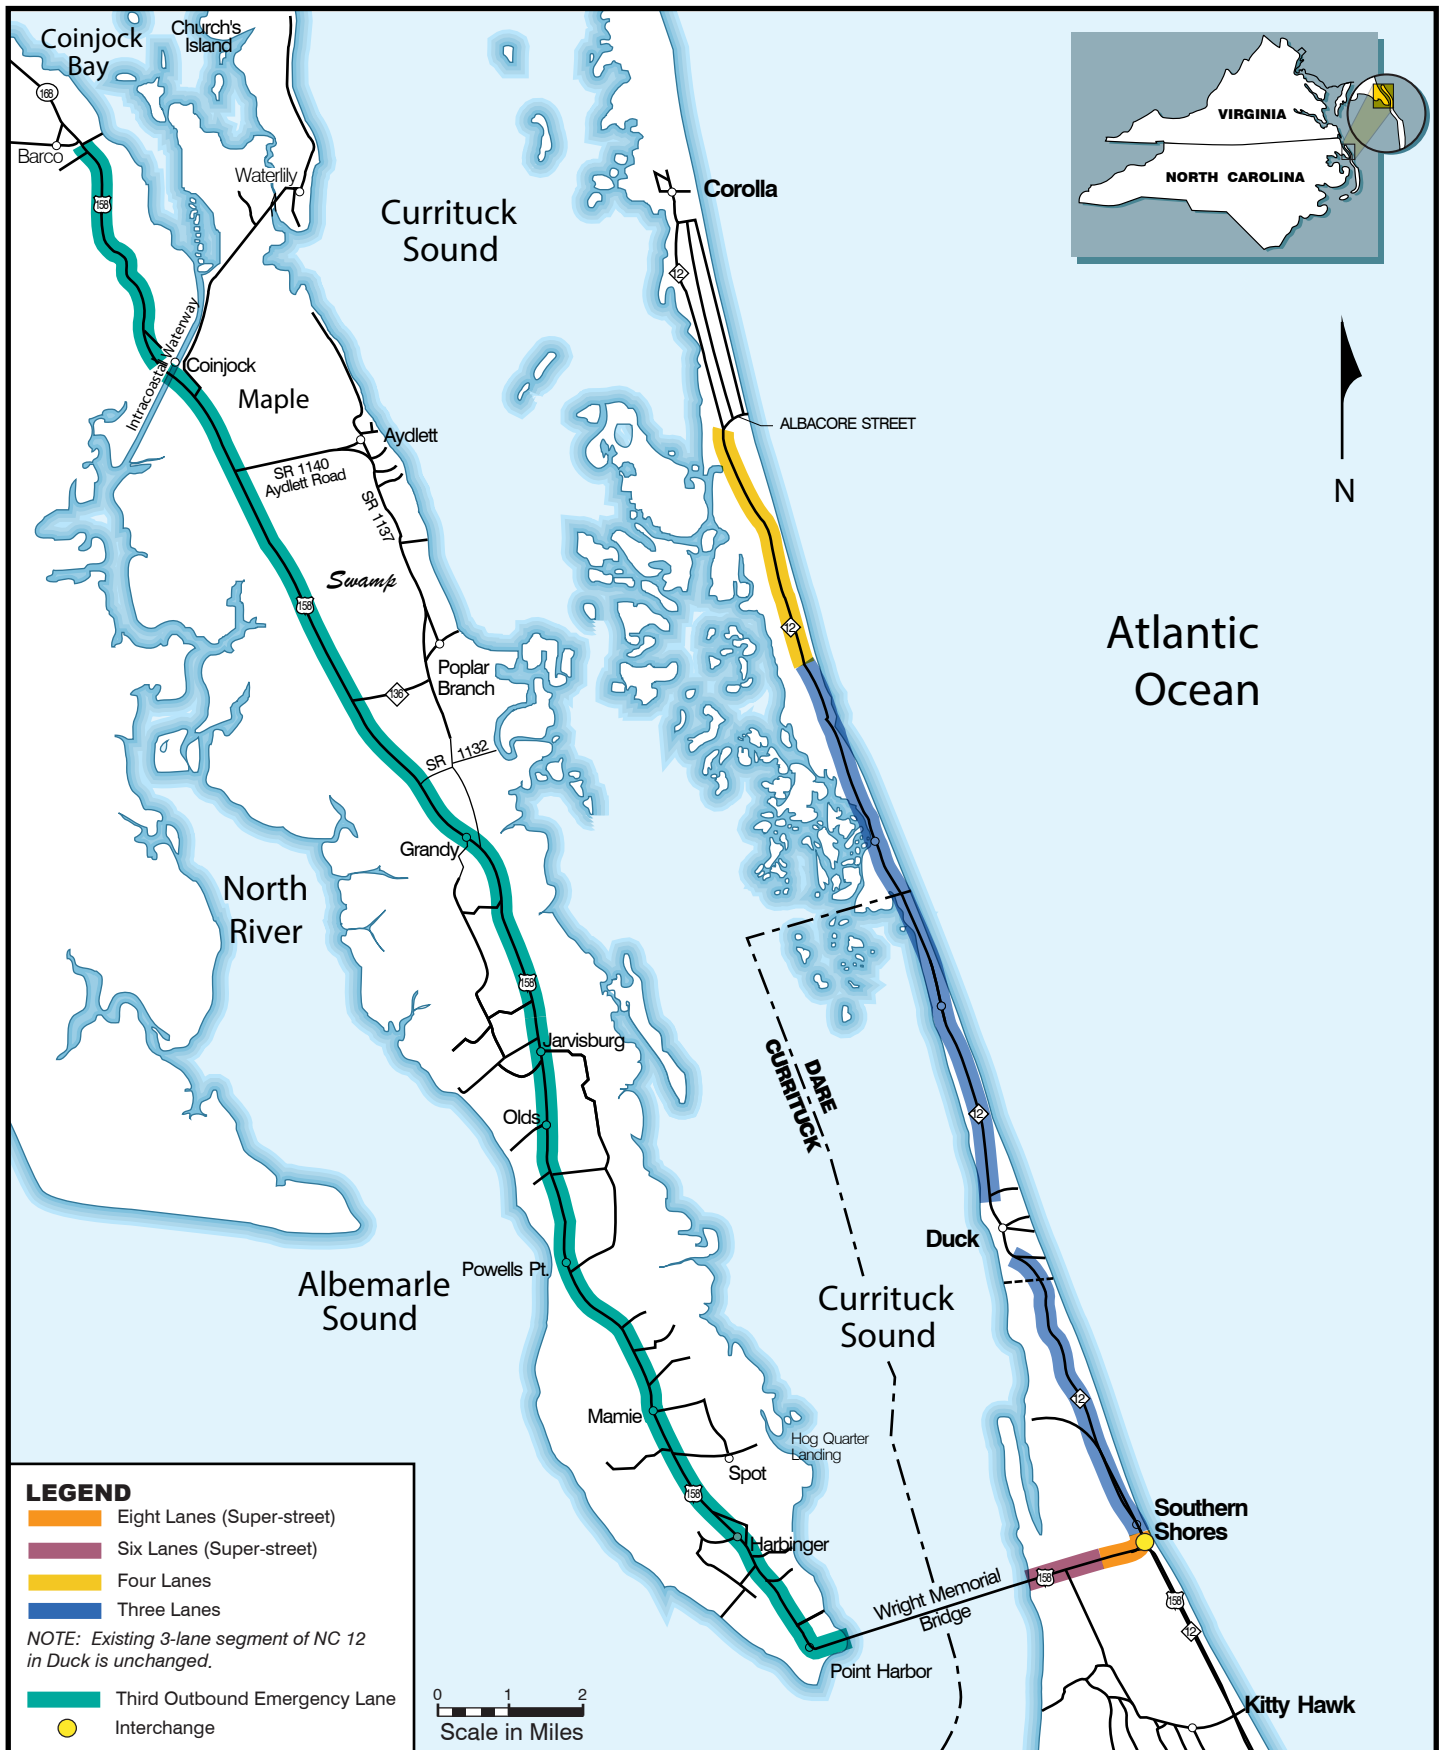 Coinjock
Bay
Church's
Island
168
Barco
158
Waterlily
Currituck
Sound
Corolla
12
VIRGINIA
NORTH CAROLINA
N
Intracoastal Waterway
Coinjock
Maple
Aydlett
SR 1140
Aydlett Road
SR 1137
ALBACORE STREET
Swamp
158
12
Poplar
Branch
136
SR 1132
Atlantic
Ocean
Grandy
North
River
158
Jarvisburg
Olds
DARE
CURRITUCK
12
Duck
Powells Pt.
Albemarle
Sound
Currituck
Sound
12
Mamie
Hog Quarter
Landing
Spot
158
Harbinger
Southern
Shores
Wright Memorial
Bridge
158
158
12
Point Harbor
Kitty Hawk
LEGEND
Eight Lanes (Super-street)
Six Lanes (Super-street)
Four Lanes
Three Lanes
NOTE: Existing 3-lane segment of NC 12
in Duck is unchanged.
Third Outbound Emergency Lane
Interchange
0 1 2
Scale in Miles